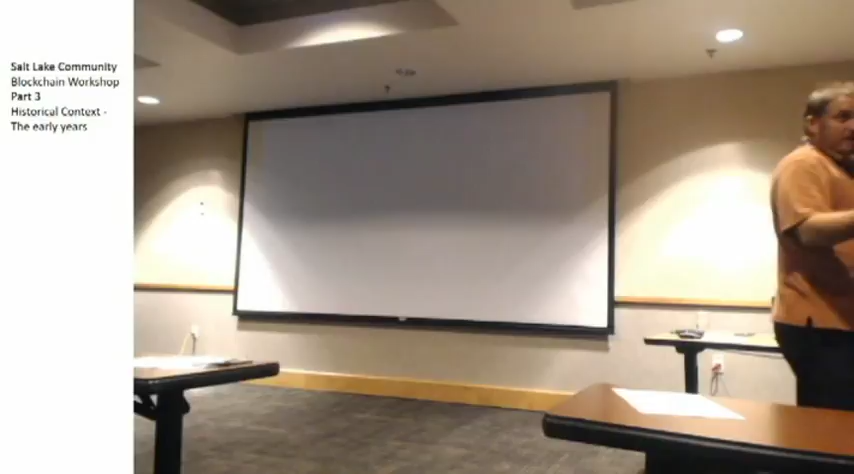 Salt Lake Community
Blockchain Workshop
Part 3
Historical Context -
The early years